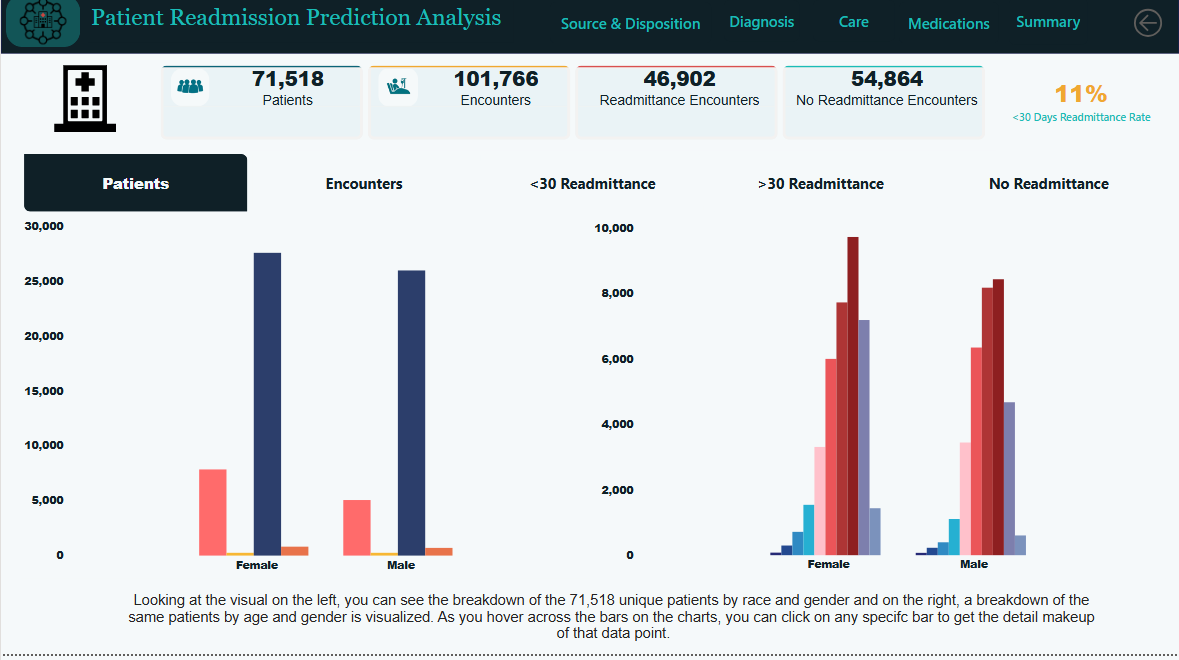 Patient Readmission Prediction Analysis
Source & Disposition
Diagnosis
Care
Medications
Summary
71,518
Patients
101,766
Encounters
46,902
Readmittance Encounters
54,864
No Readmittance Encounters
11%
<30 Days Readmittance Rate
Patients
Encounters
<30 Readmittance
>30 Readmittance
No Readmittance
30,000
25,000
20,000
15,000
10,000
5,000
0
Female
Male
10,000
8,000
6,000
4,000
2,000
0
Female
Male
Looking at the visual on the left, you can see the breakdown of the 71,518 unique patients by race and gender and on the right, a breakdown of the
same patients by age and gender is visualized. As you hover across the bars on the charts, you can click on any specifc bar to get the detail makeup
of that data point.